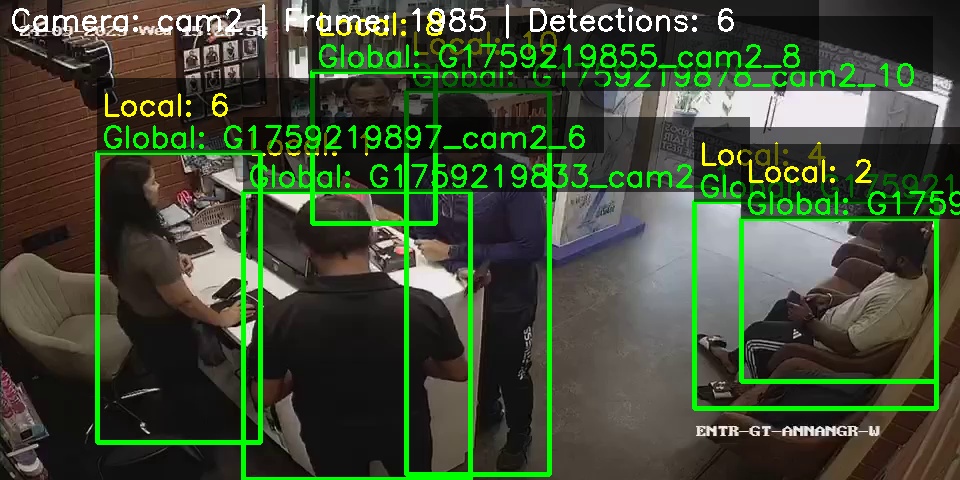 Camera: cam2 | Frame: 1985 | Detections: 6
Local: 8
Global: G1759219855_cam2_8
Local: 10
Global: G1759219878_cam2_10
Local: 6
Global: G1759219897_cam2_6
Global: G1759219833_cam2
Local: 4
Local: 2
Global: G1759
ENTR-GT-ANNANGR-W